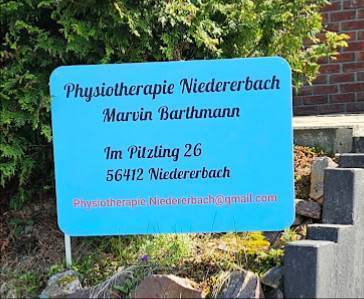 Physiotherapie Niedererbach
Marvin Barthmann
Im Pitzling 26
56412 Niedererbach
Physiotherapie.Niedererbach@gmail.com